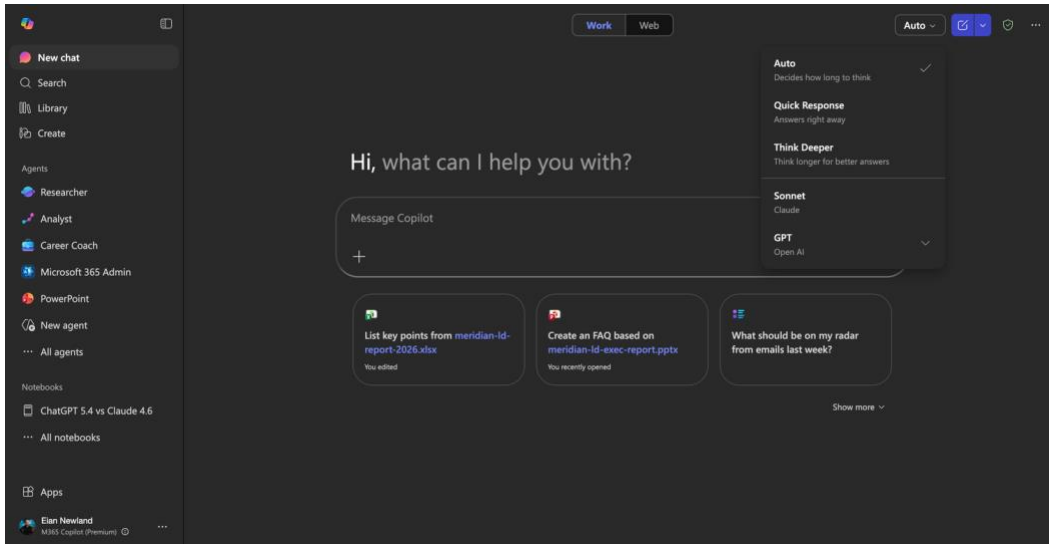 New chat
Search
Library
Create
Agents
Researcher
Analyst
Career Coach
Microsoft 365 Admin
PowerPoint
New agent
All agents
Notebooks
ChatGPT 5.4 vs Claude 4.6
All notebooks
Apps
Eian Newland
M365 Copilot (Premium)
Work Web
Auto
Auto
Decides how long to think
Quick Response
Answers right away
Think Deeper
Think longer for better answers
Sonnet
Claude
GPT
Open AI
Hi, what can I help you with?
Message Copilot
List key points from meridian-ld-
report-2026.xlsx
You edited
Create an FAQ based on
meridian-ld-exec-report.pptx
You recently opened
What should be on my radar
from emails last week?
Show more